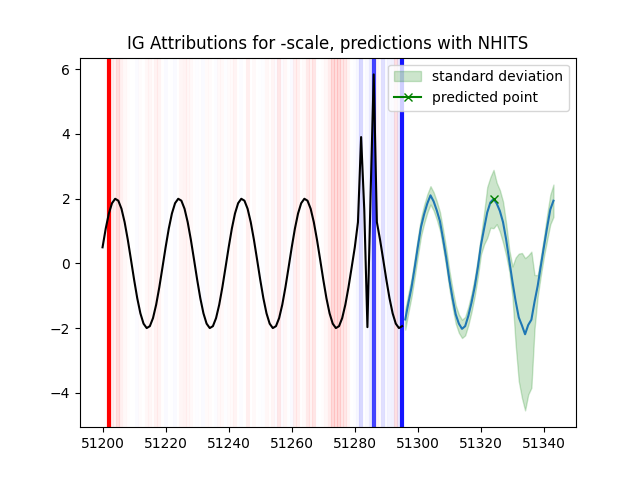 IG Attributions for -scale, predictions with NHITS
standard deviation
predicted point
6
4
2
0
−2
−4
51200 51220 51240 51260 51280 51300 51320 51340